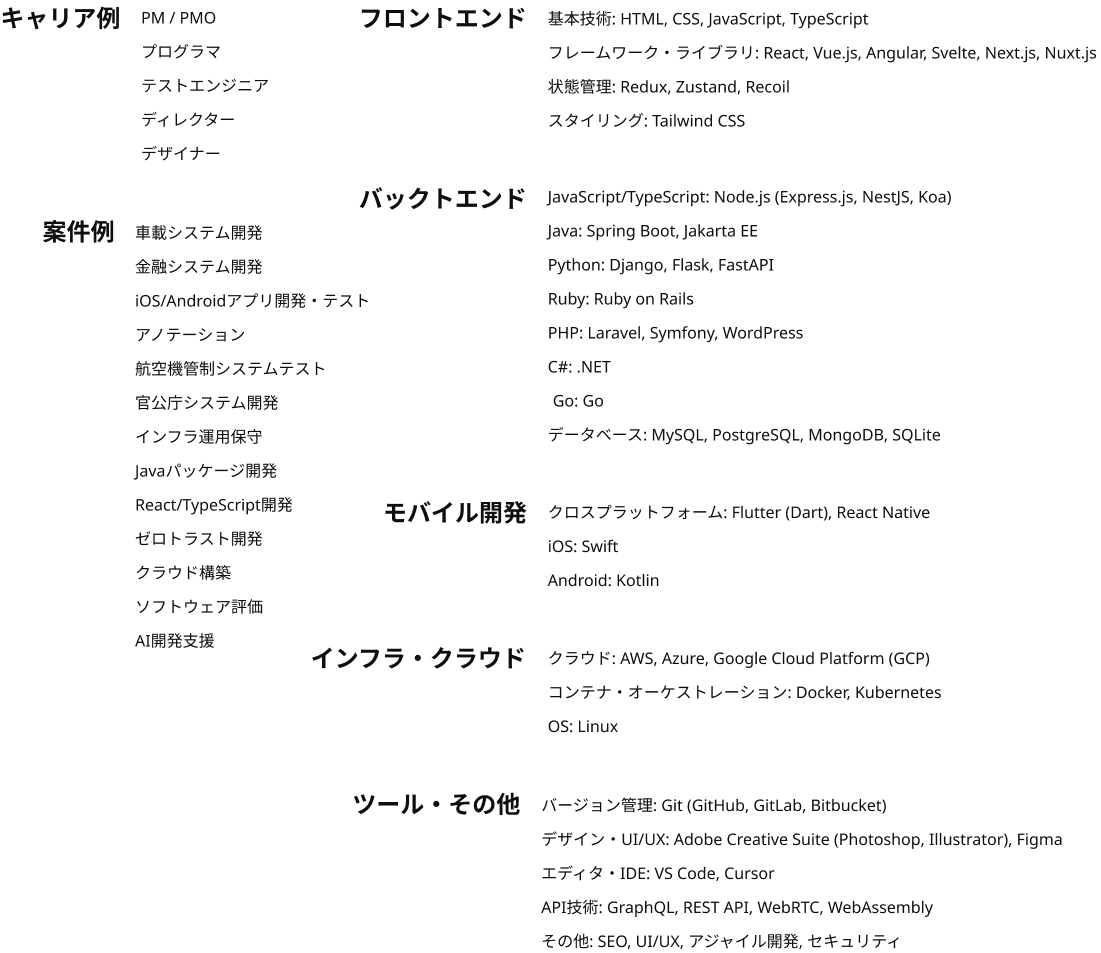 キャリア例
PM / PMO
プログラマ
テストエンジニア
ディレクター
デザイナー
案件例
車載システム開発
金融システム開発
iOS/Androidアプリ開発・テスト
アノテーション
航空機管制システムテスト
官公庁システム開発
インフラ運用保守
Javaパッケージ開発
React/TypeScript開発
ゼロトラスト開発
クラウド構築
ソフトウェア評価
AI開発支援
フロントエンド
基本技術: HTML, CSS, JavaScript, TypeScript
フレームワーク・ライブラリ: React, Vue.js, Angular, Svelte, Next.js, Nuxt.js
状態管理: Redux, Zustand, Recoil
スタイリング: Tailwind CSS
バックトエンド
JavaScript/TypeScript: Node.js (Express.js, NestJS, Koa)
Java: Spring Boot, Jakarta EE
Python: Django, Flask, FastAPI
Ruby: Ruby on Rails
PHP: Laravel, Symfony, WordPress
C#: .NET
Go: Go
データベース: MySQL, PostgreSQL, MongoDB, SQLite
モバイル開発
クロスプラットフォーム: Flutter (Dart), React Native
iOS: Swift
Android: Kotlin
インフラ・クラウド
クラウド: AWS, Azure, Google Cloud Platform (GCP)
コンテナ・オーケストレーション: Docker, Kubernetes
OS: Linux
ツール・その他
バージョン管理: Git (GitHub, GitLab, Bitbucket)
デザイン・UI/UX: Adobe Creative Suite (Photoshop, Illustrator), Figma
エディタ・IDE: VS Code, Cursor
API技術: GraphQL, REST API, WebRTC, WebAssembly
その他: SEO, UI/UX, アジャイル開発, セキュリティ